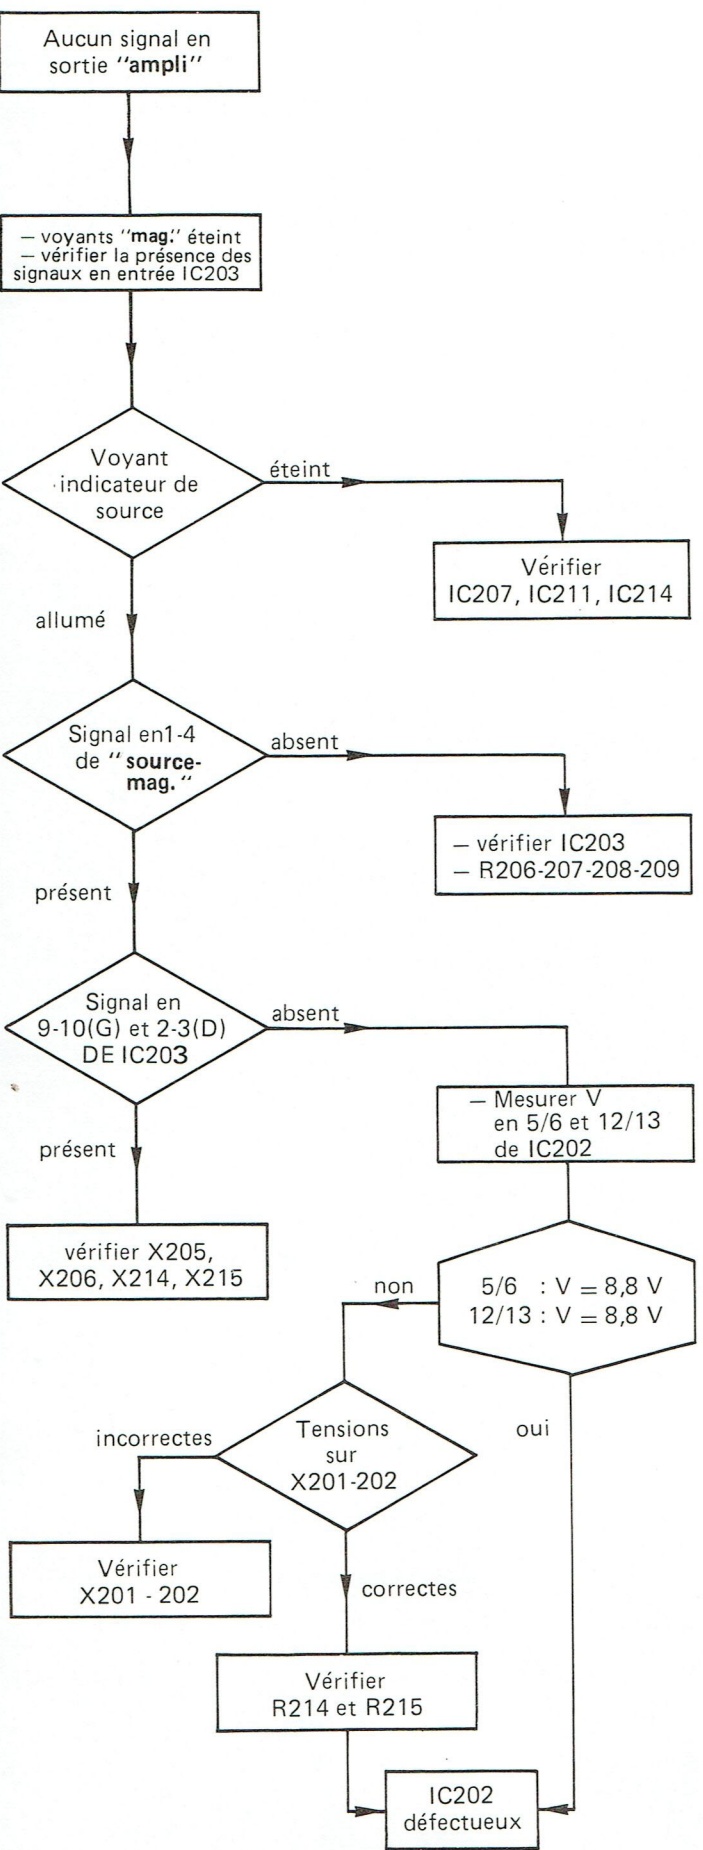 Aucun signal en
sortie "ampli"
— voyants "mag." éteint
— vérifier la présence des
signaux en entrée IC203
Voyant
indicateur de
source
éteint
Vérifier
IC207, IC211, IC214
allumé
Signal en1-4
de "source-
mag."
absent
— vérifier IC203
— R206-207-208-209
présent
Signal en
9-10(G) et 2-3(D)
DE IC203
absent
— Mesurer V
en 5/6 et 12/13
de IC202
présent
vérifier X205,
X206, X214, X215
5/6 : V = 8,8 V
12/13 : V = 8,8 V
non
oui
Tensions
sur
X201-202
incorrectes
Vérifier
X201 - 202
correctes
Vérifier
R214 et R215
IC202
défectueux